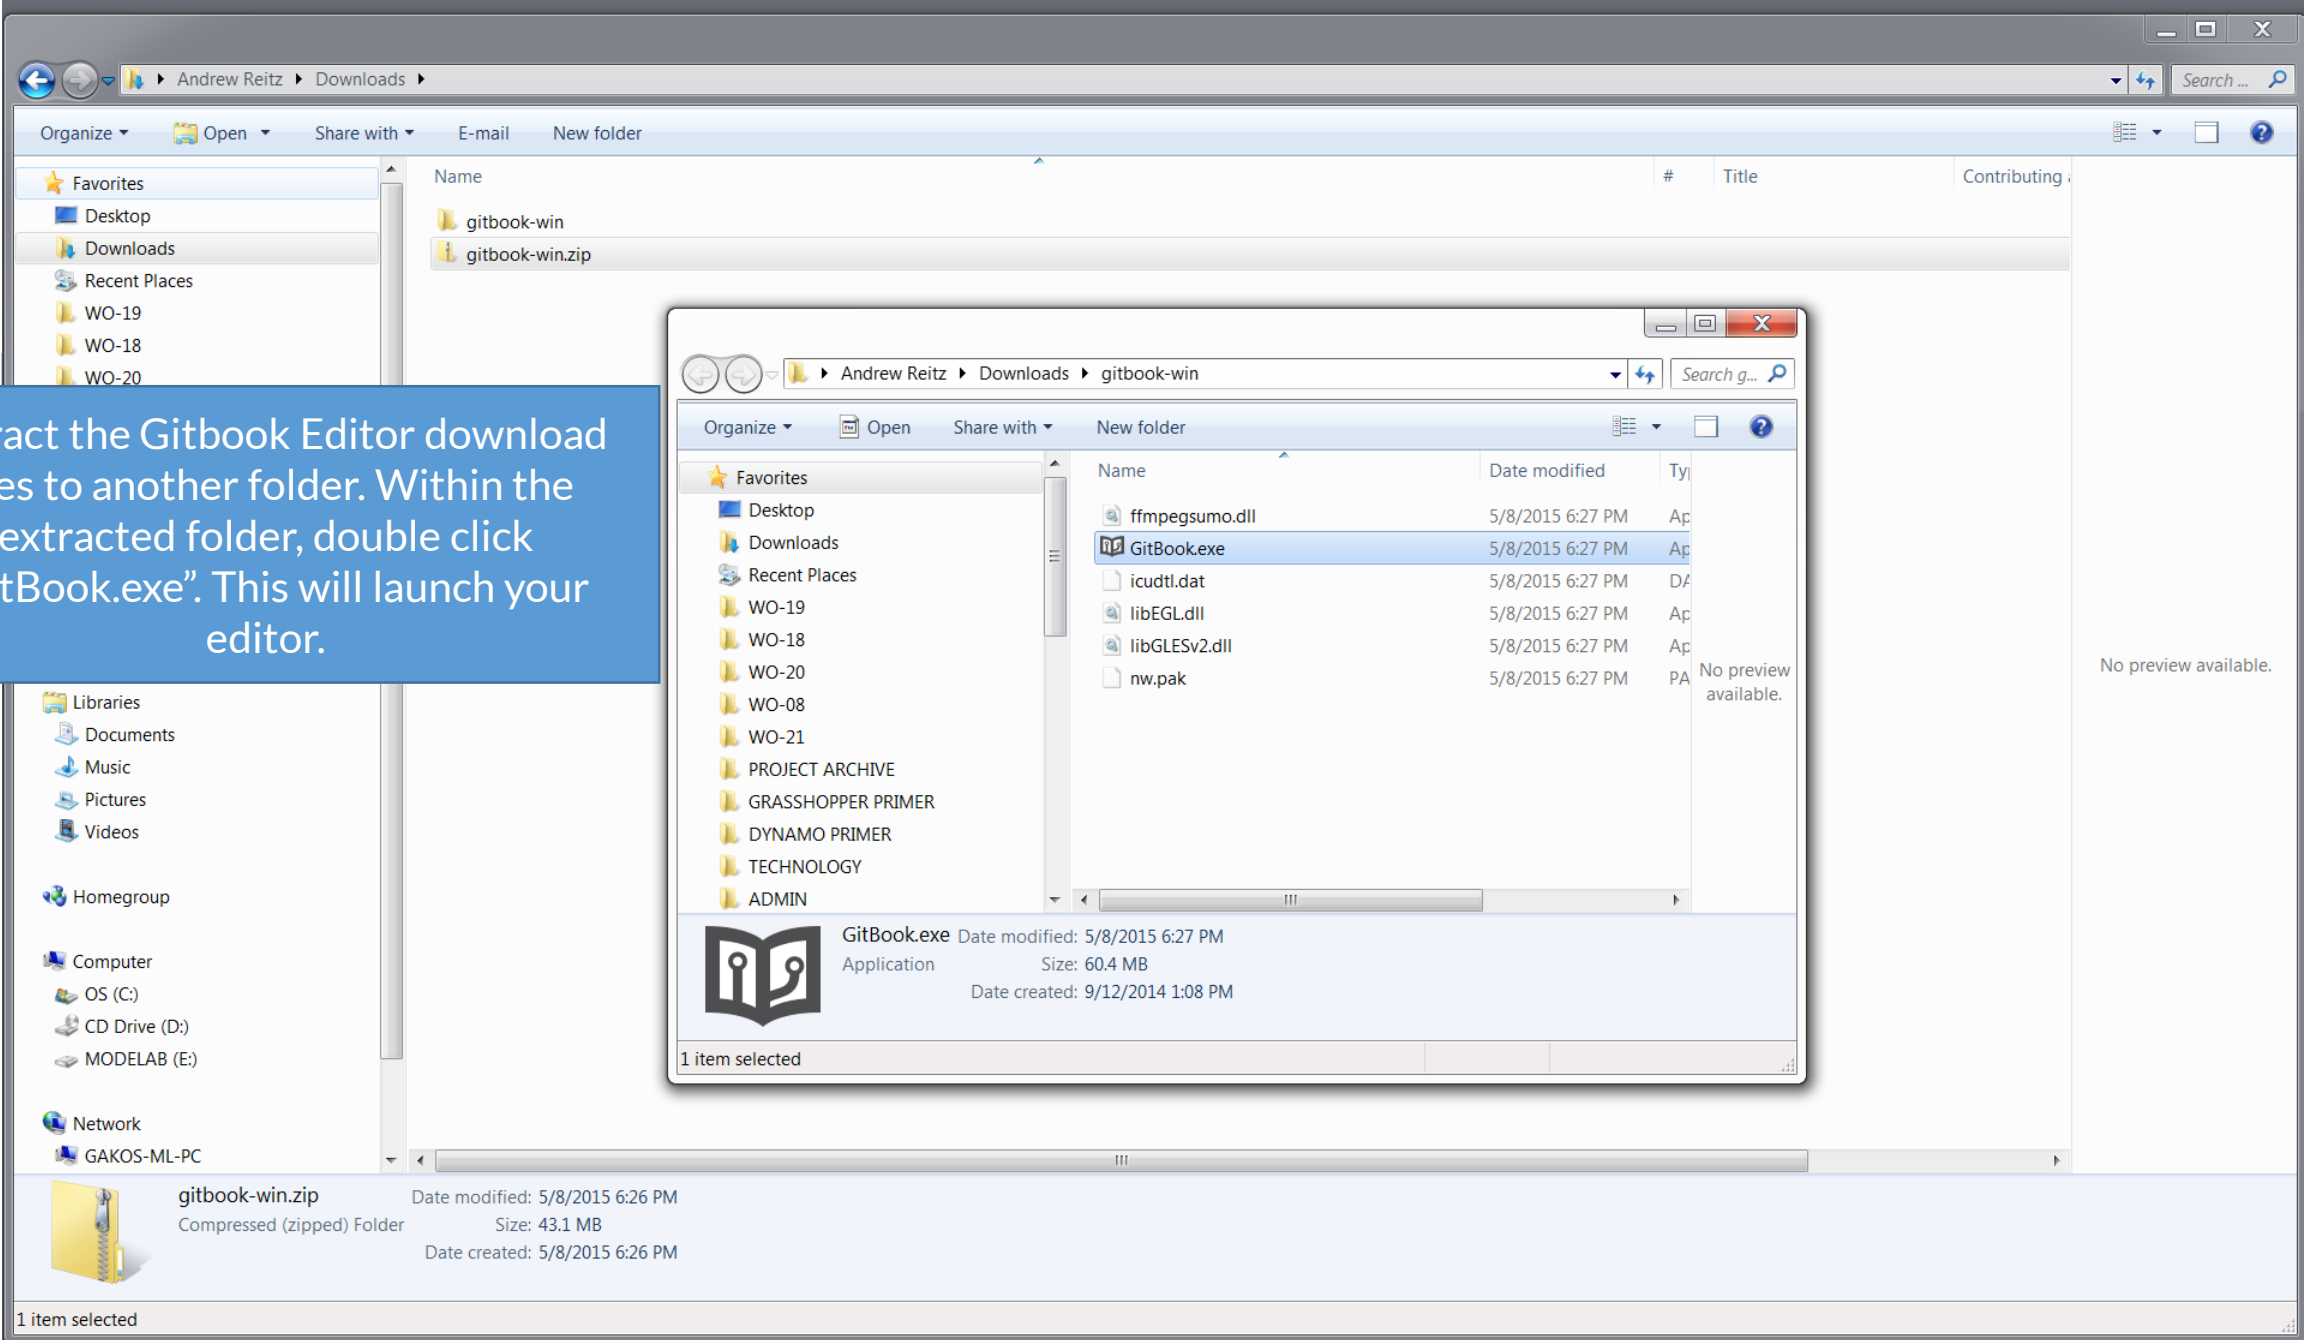 Andrew Reitz Downloads
Search ...
Organize Open Share with E-mail New folder
Name # Title Contributing
Favorites
Desktop
Downloads
Recent Places
WO-19
WO-18
WO-20
gitbook-win
gitbook-win.zip
ract the Gitbook Editor download
es to another folder. Within the
extracted folder, double click
tBook.exe”. This will launch your
editor.
Libraries
Documents
Music
Pictures
Videos
Homegroup
Computer
OS (C:)
CD Drive (D:)
MODELAB (E:)
Network
GAKOS-ML-PC
Andrew Reitz Downloads gitbook-win
Search g...
Organize Open Share with New folder
Favorites
Desktop
Downloads
Recent Places
WO-19
WO-18
WO-20
WO-08
WO-21
PROJECT ARCHIVE
GRASSHOPPER PRIMER
DYNAMO PRIMER
TECHNOLOGY
ADMIN
Name Date modified Ty
ffmpegsumo.dll 5/8/2015 6:27 PM Ap
GitBook.exe 5/8/2015 6:27 PM Ap
icudtl.dat 5/8/2015 6:27 PM DA
libEGL.dll 5/8/2015 6:27 PM Ap
libGLESv2.dll 5/8/2015 6:27 PM Ap
nw.pak 5/8/2015 6:27 PM PA
No preview
available.
GitBook.exe Date modified: 5/8/2015 6:27 PM
Application Size: 60.4 MB
Date created: 9/12/2014 1:08 PM
1 item selected
No preview available.
gitbook-win.zip Date modified: 5/8/2015 6:26 PM
Compressed (zipped) Folder Size: 43.1 MB
Date created: 5/8/2015 6:26 PM
1 item selected